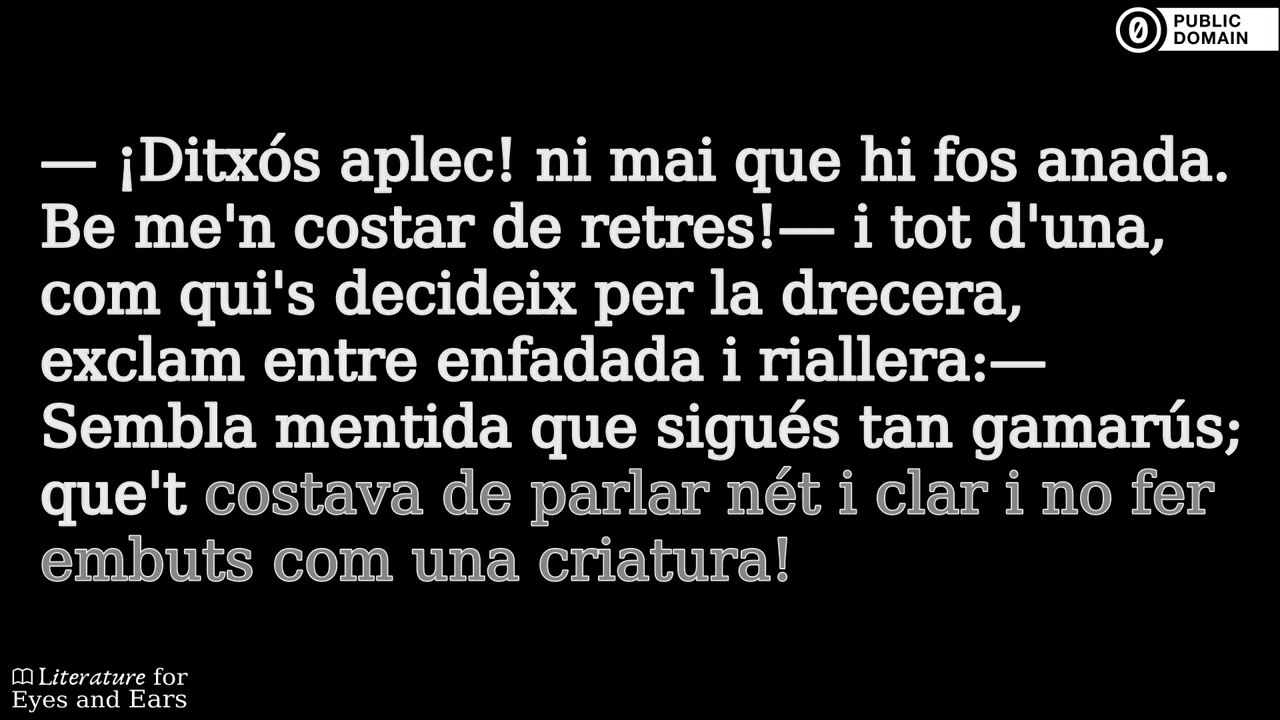 PUBLIC
DOMAIN
— ¡Ditxós aplec! ni mai que hi fos anada.
Be me'n costar de retres!— i tot d'una,
com qui's decideix per la drecera,
exclam entre enfadada i riallera:—
Sembla mentida que sigués tan gamarús;
que't costava de parlar nét i clar i no fer
embuts com una criatura!
Literature for
Eyes and Ears